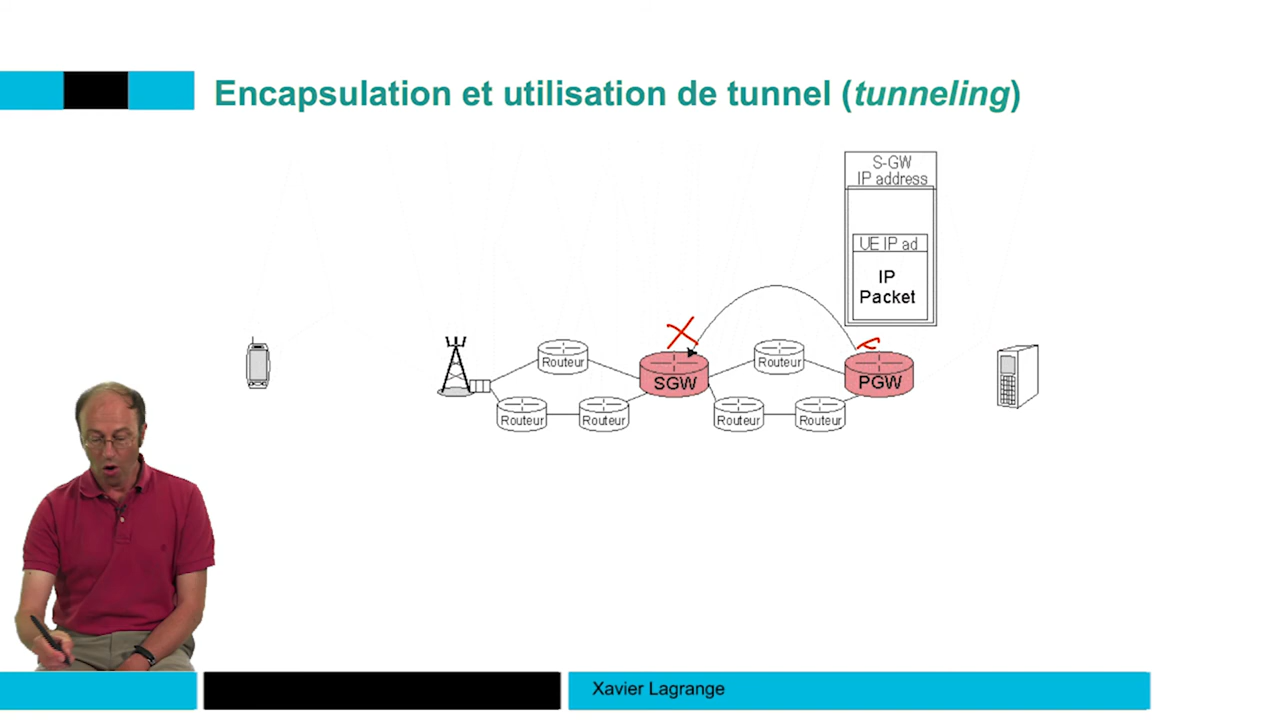 Encapsulation et utilisation de tunnel (tunneling)
S-GW
IP address
UE IP ad
IP
Packet
Routeur
Routeur
SGW
PGW
Routeur
Routeur
Routeur
Routeur
Xavier Lagrange